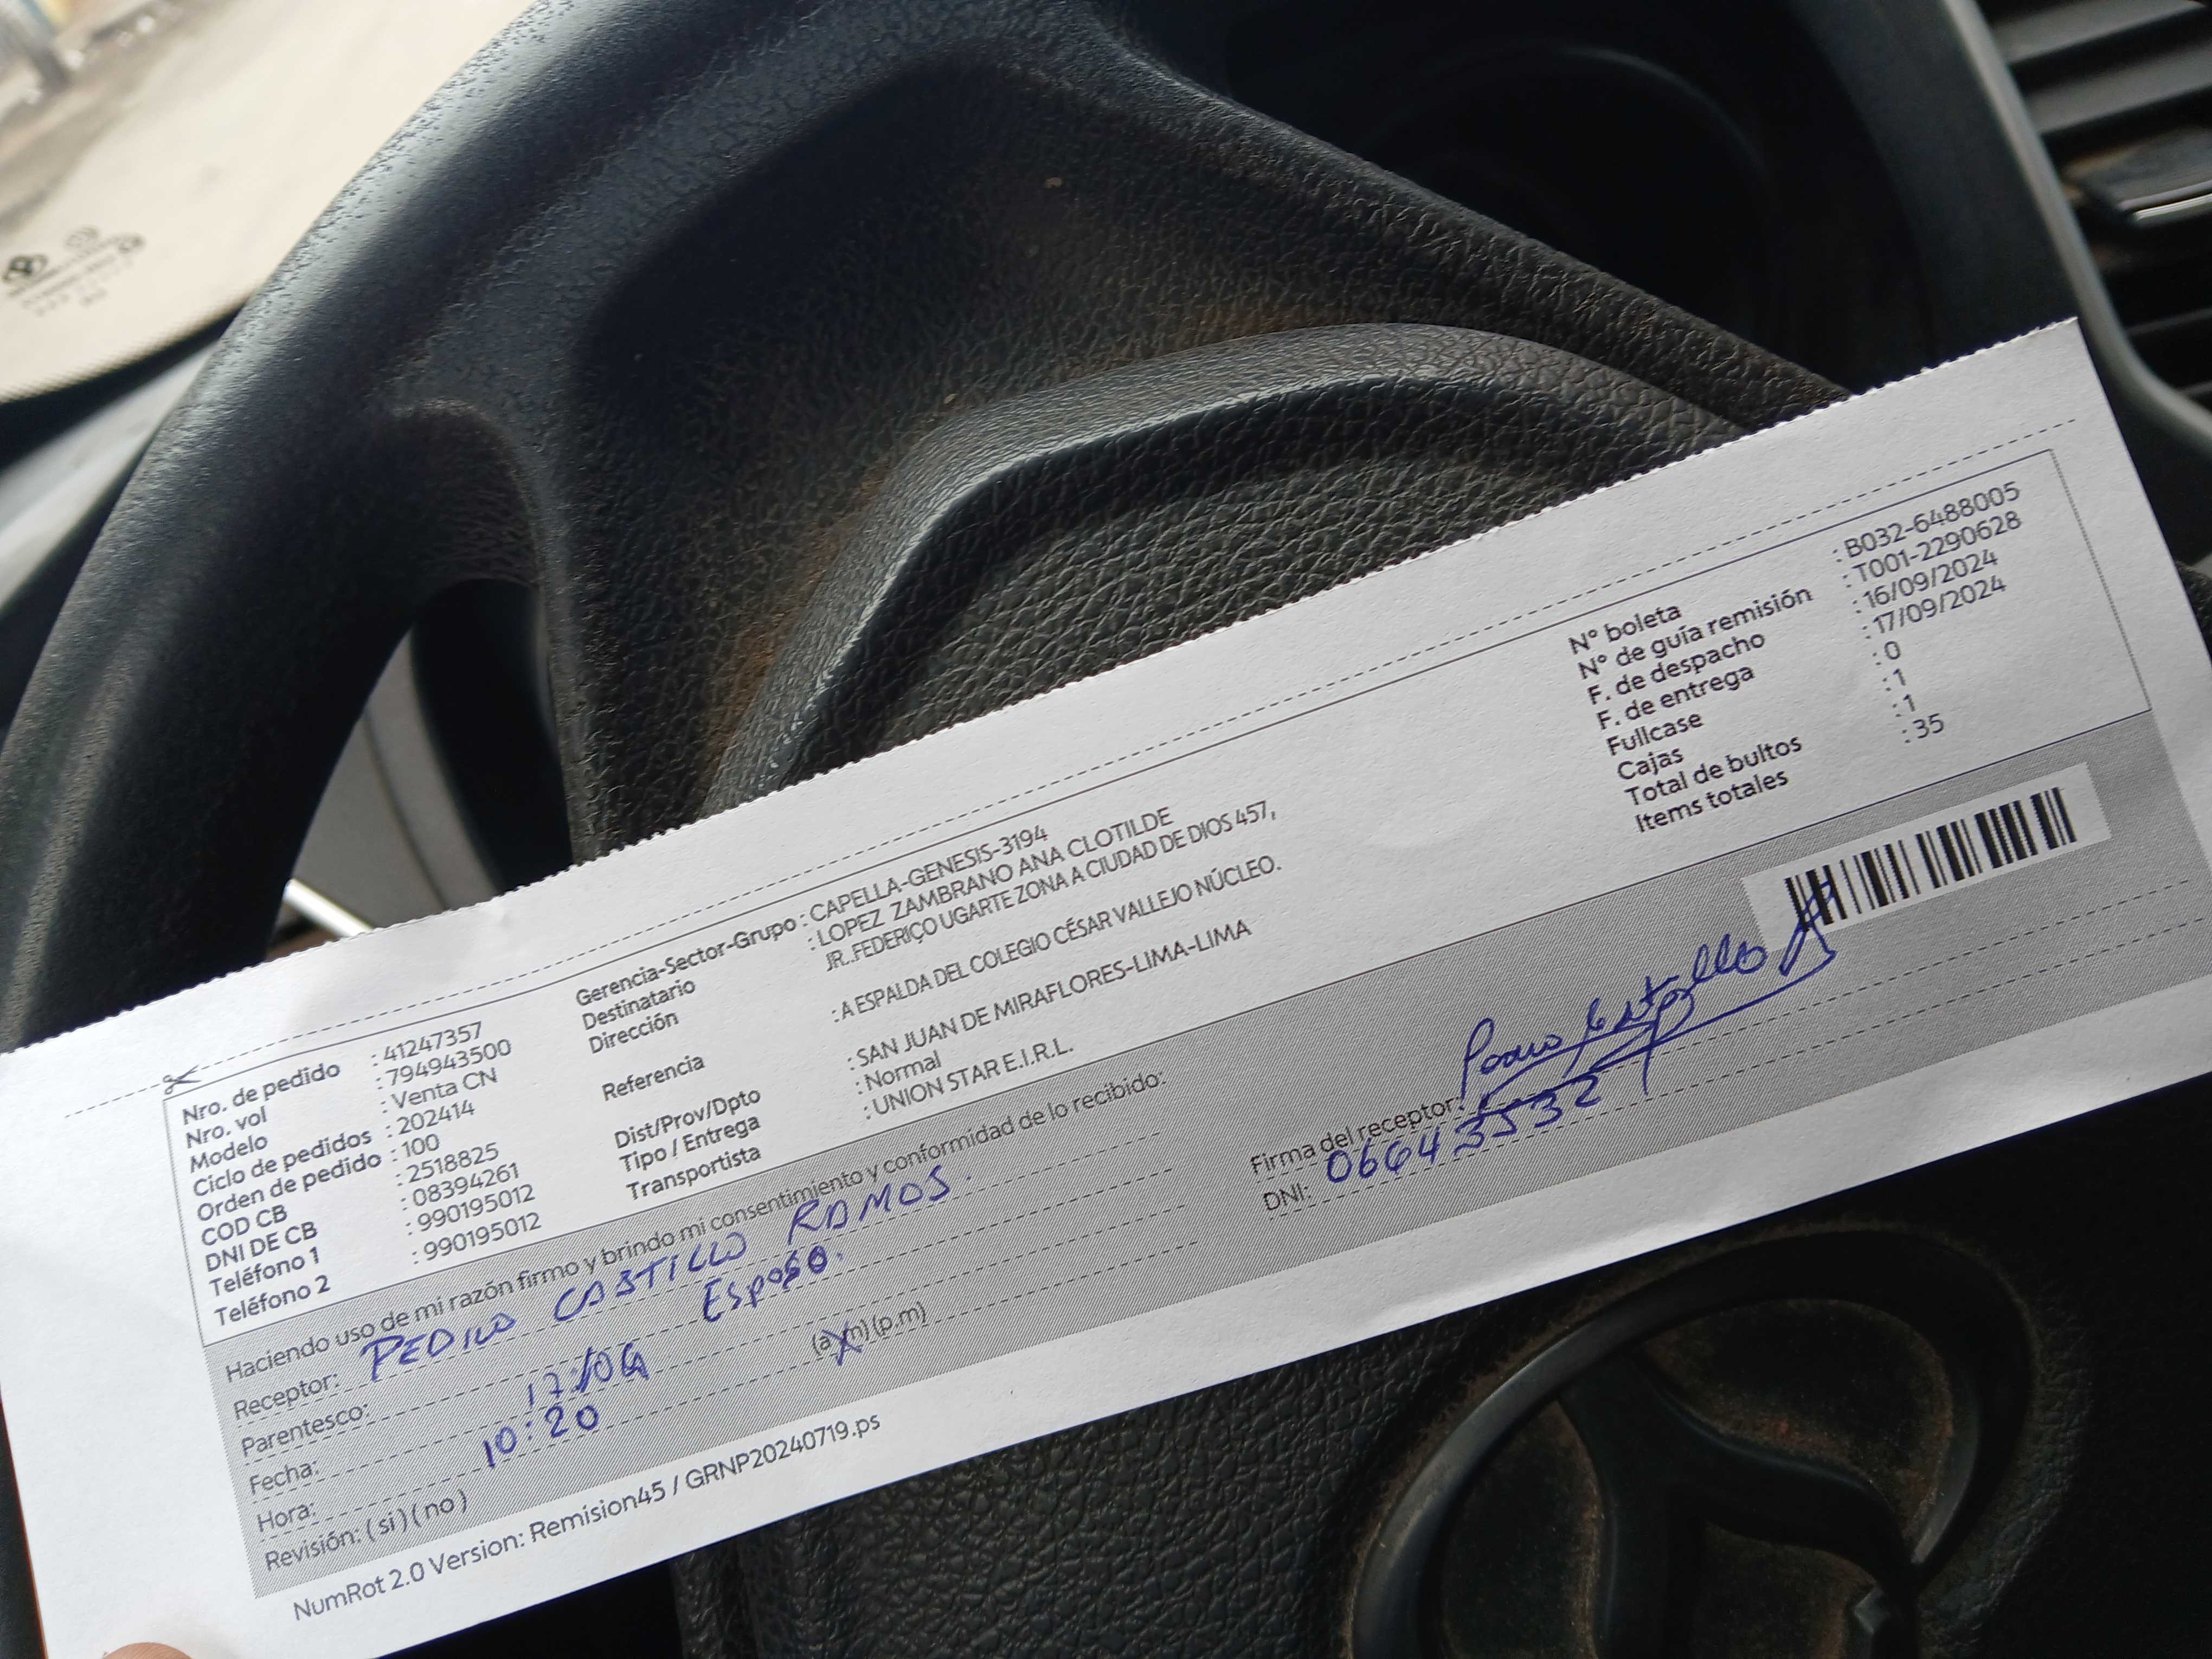 Nro. de pedido : 41247357
Nro. vol : 794943500
Modelo : Venta CN
Ciclo de pedidos : 202414
Orden de pedido : 100
COD CB : 2518825
DNI DE CB : 08394261
Teléfono 1 : 990195012
Teléfono 2 : 990195012
Gerencia-Sector-Grupo : CAPELLA-GENESIS-3194
Destinatario : LOPEZ ZAMBRANO ANA CLOTILDE
Dirección JR..FEDERIÇO UGARTE ZONA A CIUDAD DE DIOS 457,
Referencia : A ESPALDA DEL COLEGIO CÉSAR VALLEJO NÚCLEO.
Dist/Prov/Dpto : SAN JUAN DE MIRAFLORES-LIMA-LIMA
Tipo / Entrega : Normal
Transportista : UNION STAR E.I.R.L.
N° boleta : B032-6488005
N° de guía remisión : T001-2290628
F. de despacho : 16/09/2024
F. de entrega : 17/09/2024
Fullcase : 0
Cajas : 1
Total de bultos : 1
Items totales : 35
Haciendo uso de mi razón firmo y brindo mi consentimiento y conformidad de lo recibido:
Receptor: PEDRO CASTILLO RAMOS.
Parentesco: Esposo.
Fecha: 17/09
Hora: 10:20 (a.m) (p.m)
Revisión: ( si ) ( no )
Firma del receptor: Pedro Castillo R
DNI: 06643532
NumRot 2.0 Version: Remision45 / GRNP20240719.ps